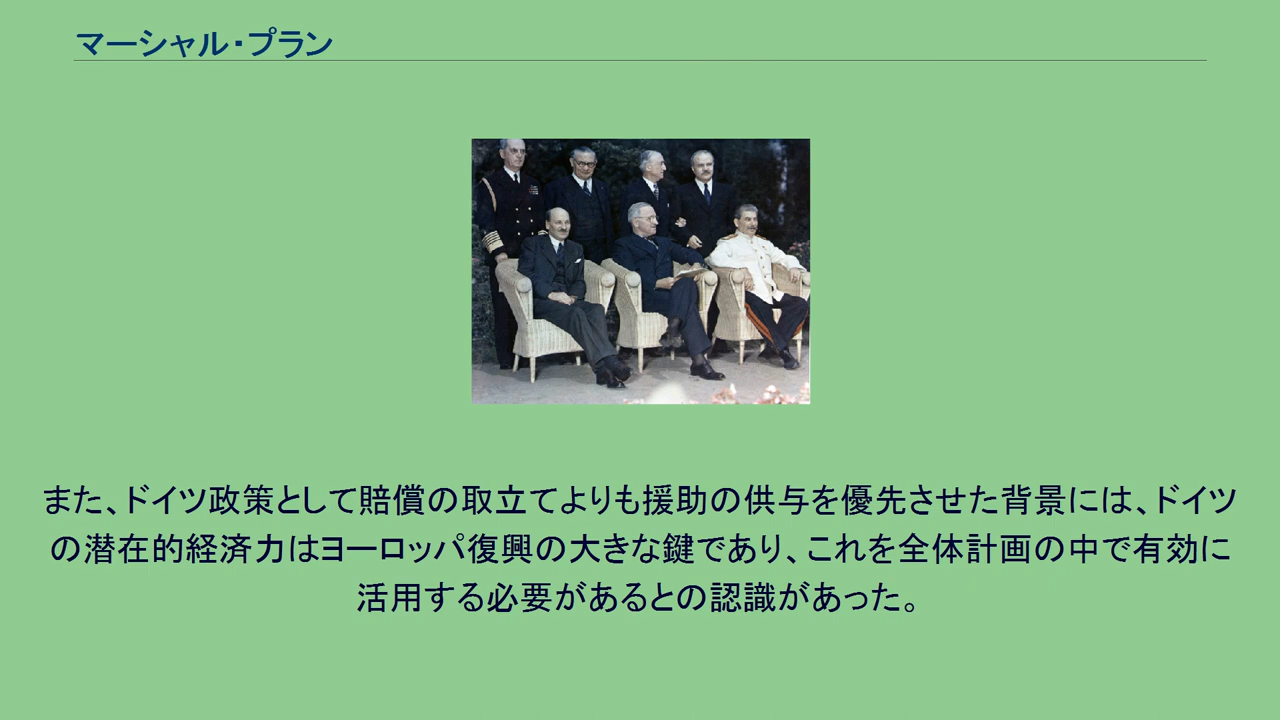 マーシャル・プラン
また、ドイツ政策として賠償の取立てよりも援助の供与を優先させた背景には、ドイツ
の潜在的経済力はヨーロッパ復興の大きな鍵であり、これを全体計画の中で有効に
活用する必要があるとの認識があった。